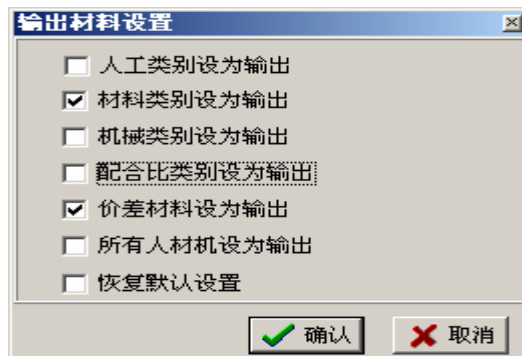 输出材料设置
人工类别设为输出
材料类别设为输出
机械类别设为输出
配合比类别设为输出
价差材料设为输出
所有人材机设为输出
恢复默认设置
确认 取消